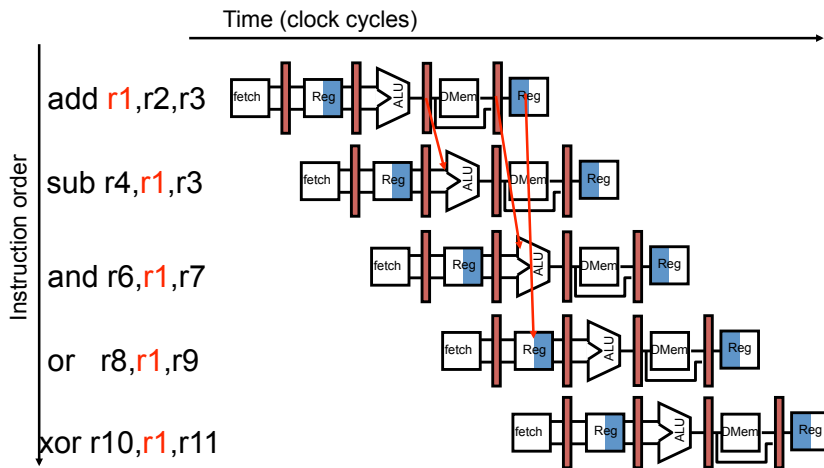 Time (clock cycles)
Instruction order
add r1,r2,r3
fetch Reg ALU DMem Reg
sub r4,r1,r3
fetch Reg ALU DMem Reg
and r6,r1,r7
fetch Reg ALU DMem Reg
or r8,r1,r9
fetch Reg ALU DMem Reg
xor r10,r1,r11
fetch Reg ALU DMem Reg